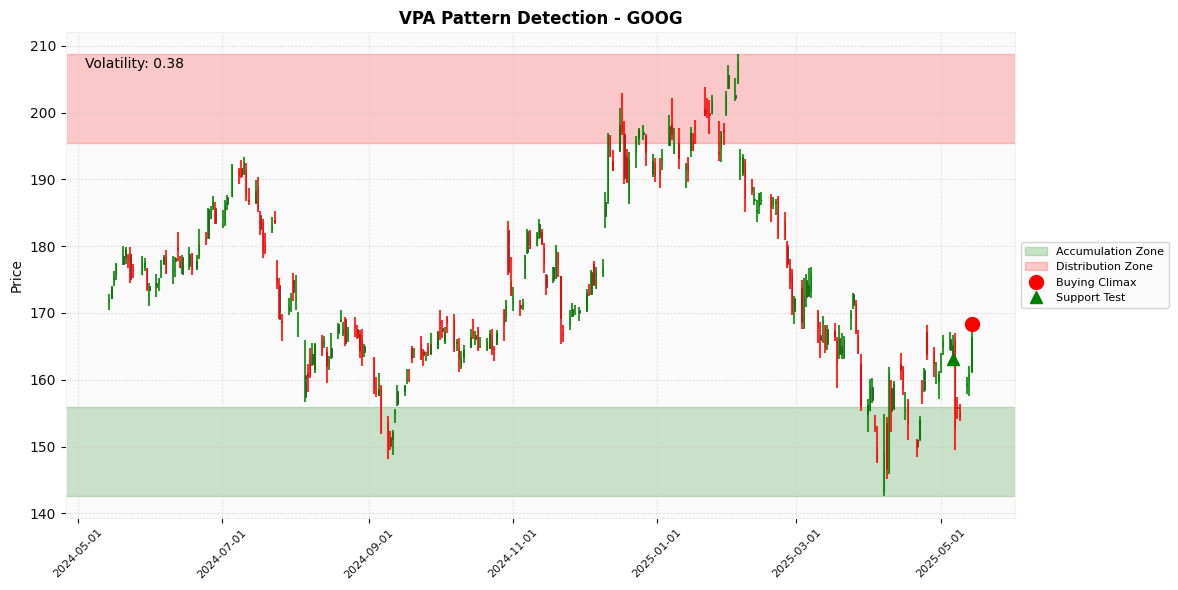 VPA Pattern Detection - GOOG
Volatility: 0.38
Price
210
200
190
180
170
160
150
140
2024-05-01
2024-07-01
2024-09-01
2024-11-01
2025-01-01
2025-03-01
2025-05-01
Accumulation Zone
Distribution Zone
Buying Climax
Support Test